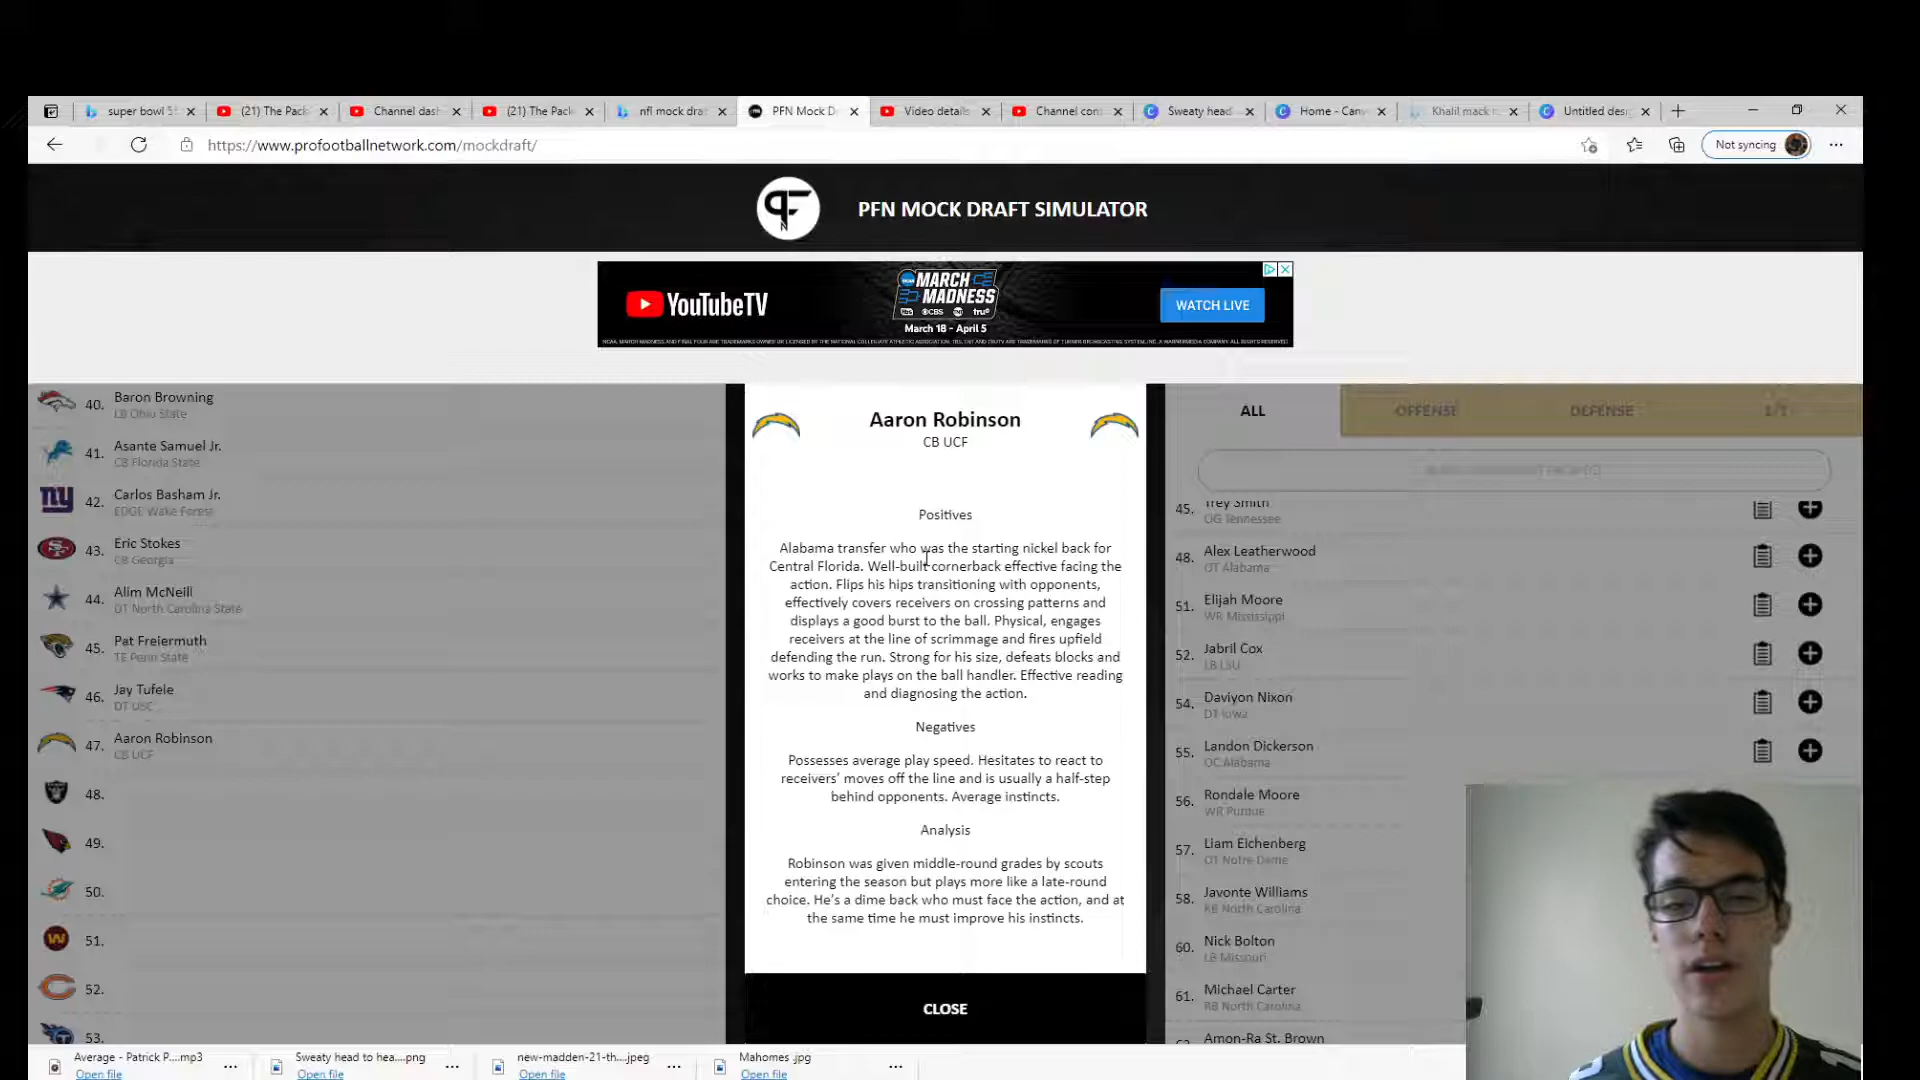 super bowl 5
(21) The Pack
Channel das
(21) The Pack
nfl mock dra
PFN Mock D
Video details
Channel con
Sweaty head
Home - Canv
Khalil mack
Untitled desi
https://www.profootballnetwork.com/mockdraft/
Not syncing
PFN MOCK DRAFT SIMULATOR
YouTubeTV
MARCH
MADNESS
CBS
tru
March 18 - April 5
WATCH LIVE
40. Baron Browning
LB Ohio State
41. Asante Samuel Jr.
CB Florida State
42. Carlos Basham Jr.
EDGE Wake Forest
43. Eric Stokes
CB Georgia
44. Alim McNeill
DT North Carolina State
45. Pat Freiermuth
TE Penn State
46. Jay Tufele
DT USC
47. Aaron Robinson
CB UCF
48.
49.
50.
51.
52.
53.
Aaron Robinson
CB UCF
Positives
Alabama transfer who was the starting nickel back for
Central Florida. Well-built cornerback effective facing the
action. Flips his hips transitioning with opponents,
effectively covers receivers on crossing patterns and
displays a good burst to the ball. Physical, engages
receivers at the line of scrimmage and fires upfield
defending the run. Strong for his size, defeats blocks and
works to make plays on the ball handler. Effective reading
and diagnosing the action.
Negatives
Possesses average play speed. Hesitates to react to
receivers' moves off the line and is usually a half-step
behind opponents. Average instincts.
Analysis
Robinson was given middle-round grades by scouts
entering the season but plays more like a late-round
choice. He's a dime back who must face the action, and at
the same time he must improve his instincts.
CLOSE
ALL
OFFENSE
DEFENSE
1/1
45. Trey Smith
OG Tennessee
48. Alex Leatherwood
OT Alabama
51. Elijah Moore
WR Mississippi
52. Jabril Cox
LB LSU
54. Daviyon Nixon
DT Iowa
55. Landon Dickerson
OC Alabama
56. Rondale Moore
WR Purdue
57. Liam Eichenberg
OT Notre Dame
58. Javonte Williams
RB North Carolina
60. Nick Bolton
LB Missouri
61. Michael Carter
RB North Carolina
Amon-Ra St. Brown
Average - Patrick P....mp3
Open file
Sweaty head to hea....png
Open file
new-madden-21-th....jpeg
Open file
Mahomes.jpg
Open file